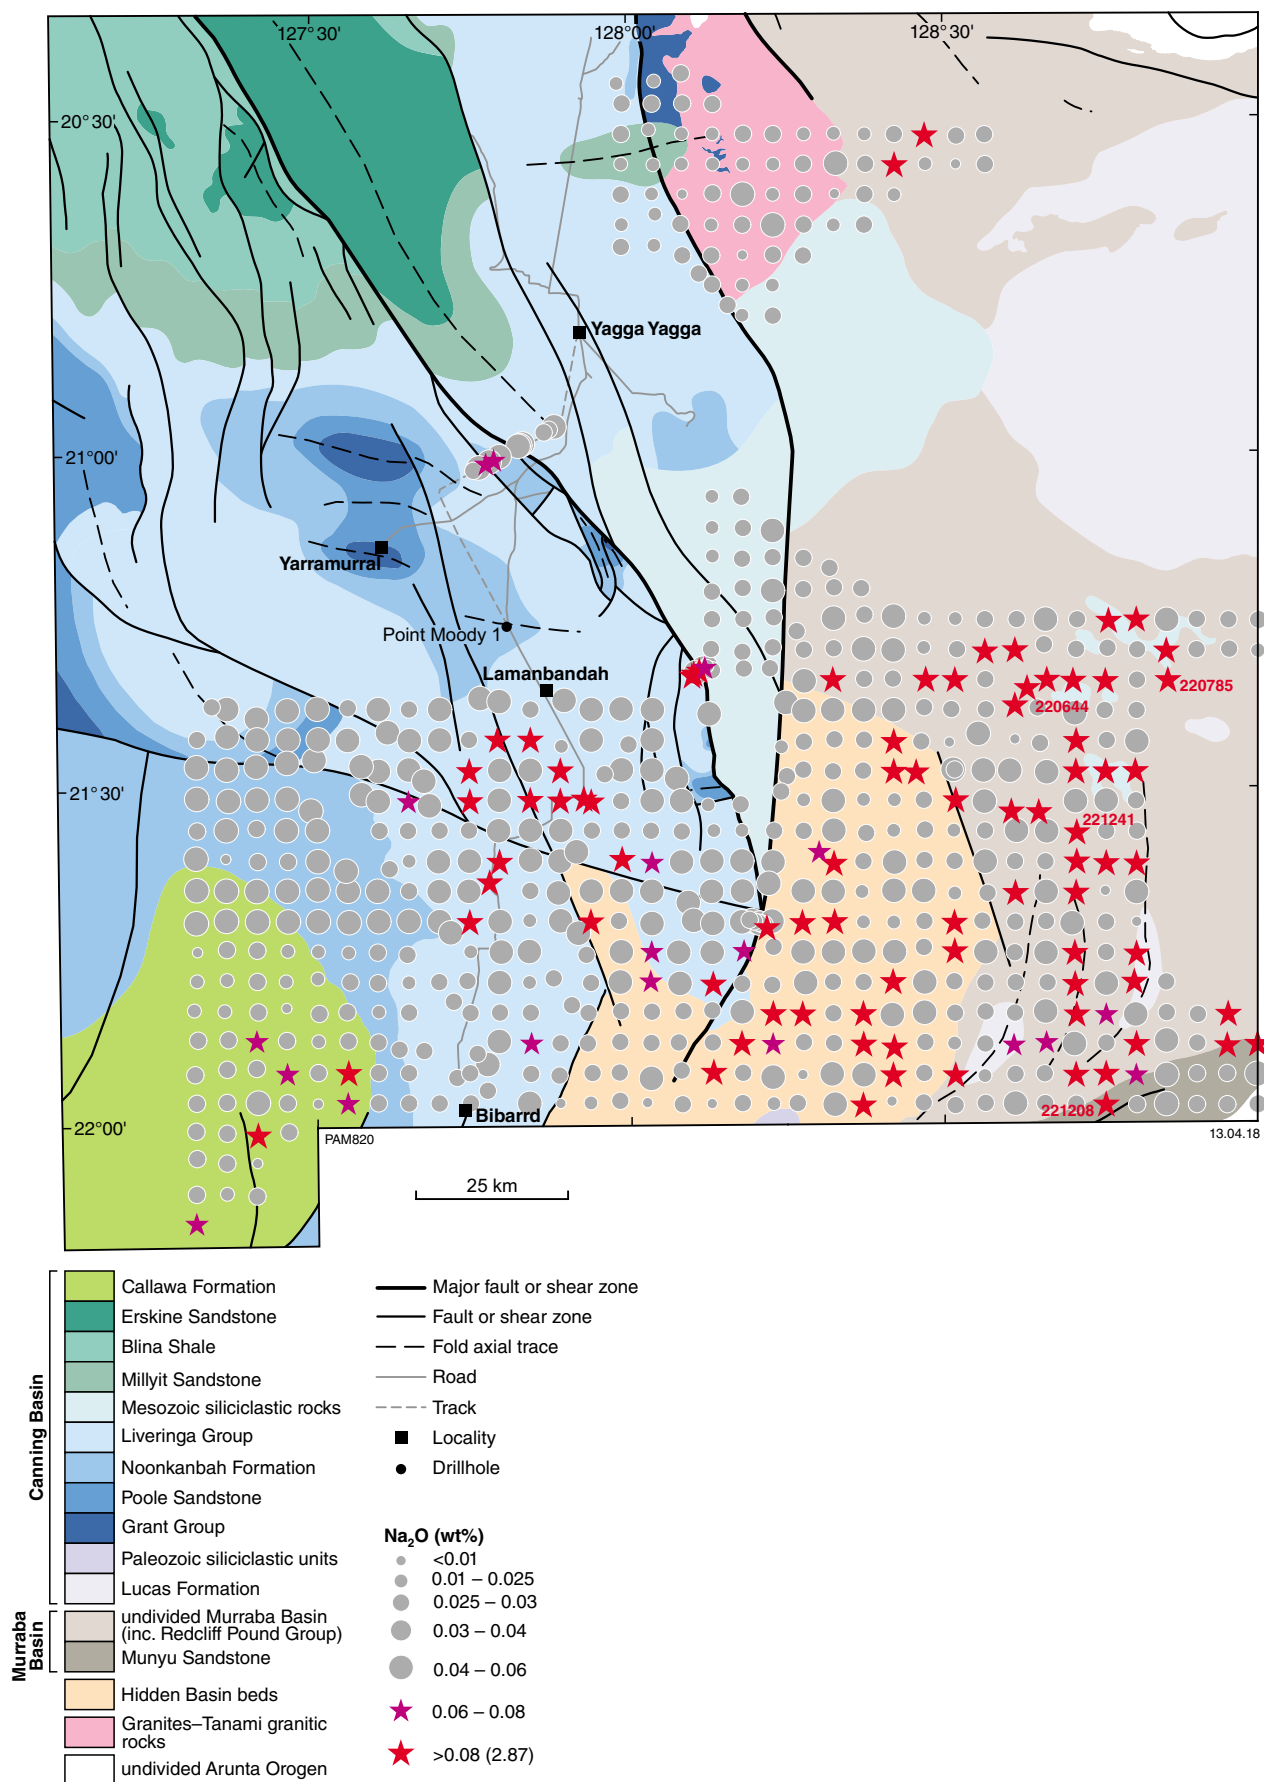 127°30'
128°00'
128°30'
20°30'
Yagga Yagga
21°00'
Yarramurral
Point Moody 1
Lamanbandah
220785
220644
21°30'
221241
221208
Bibarrd
22°00'
PAM820
13.04.18
25 km
Canning Basin
Callawa Formation
Erskine Sandstone
Blina Shale
Millyit Sandstone
Mesozoic siliciclastic rocks
Liveringa Group
Noonkanbah Formation
Poole Sandstone
Grant Group
Paleozoic siliciclastic units
Lucas Formation
Murraba
Basin
undivided Murraba Basin
(inc. Redcliff Pound Group)
Munyu Sandstone
Hidden Basin beds
Granites–Tanami granitic
rocks
undivided Arunta Orogen
Major fault or shear zone
Fault or shear zone
Fold axial trace
Road
Track
Locality
Drillhole
Na₂O (wt%)
<0.01
0.01 – 0.025
0.025 – 0.03
0.03 – 0.04
0.04 – 0.06
0.06 – 0.08
>0.08 (2.87)